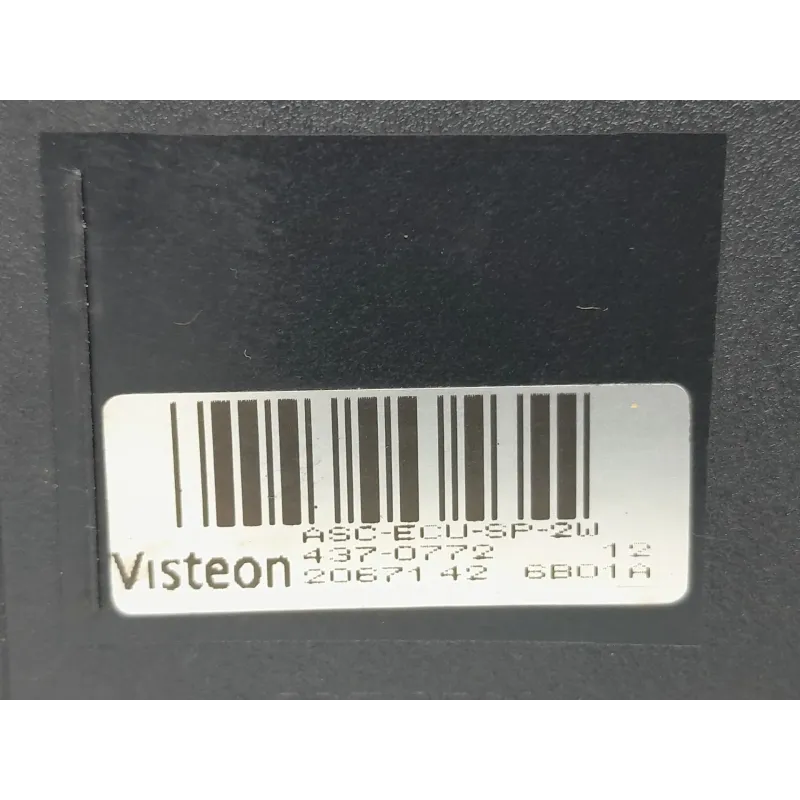 ASC-ECU-SP-2W
437-0772 12
Visteon 2067142 6B01A